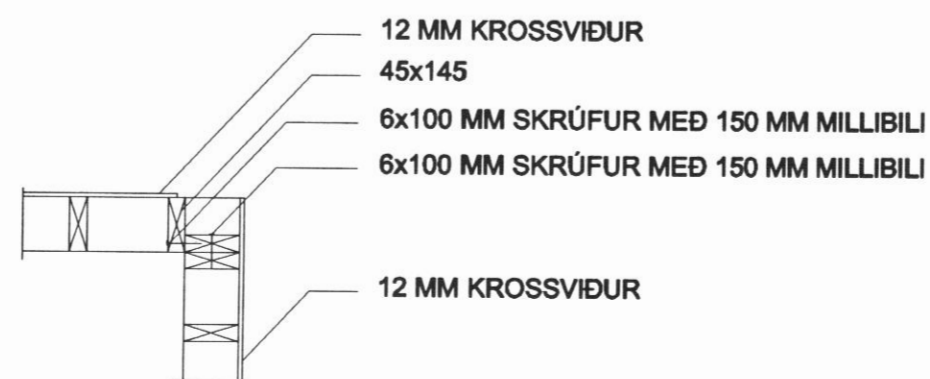 12 MM KROSSVIÐUR
45x145
6x100 MM SKRÚFUR MEÐ 150 MM MILLIBILI
6x100 MM SKRÚFUR MEÐ 150 MM MILLIBILI
12 MM KROSSVIÐUR